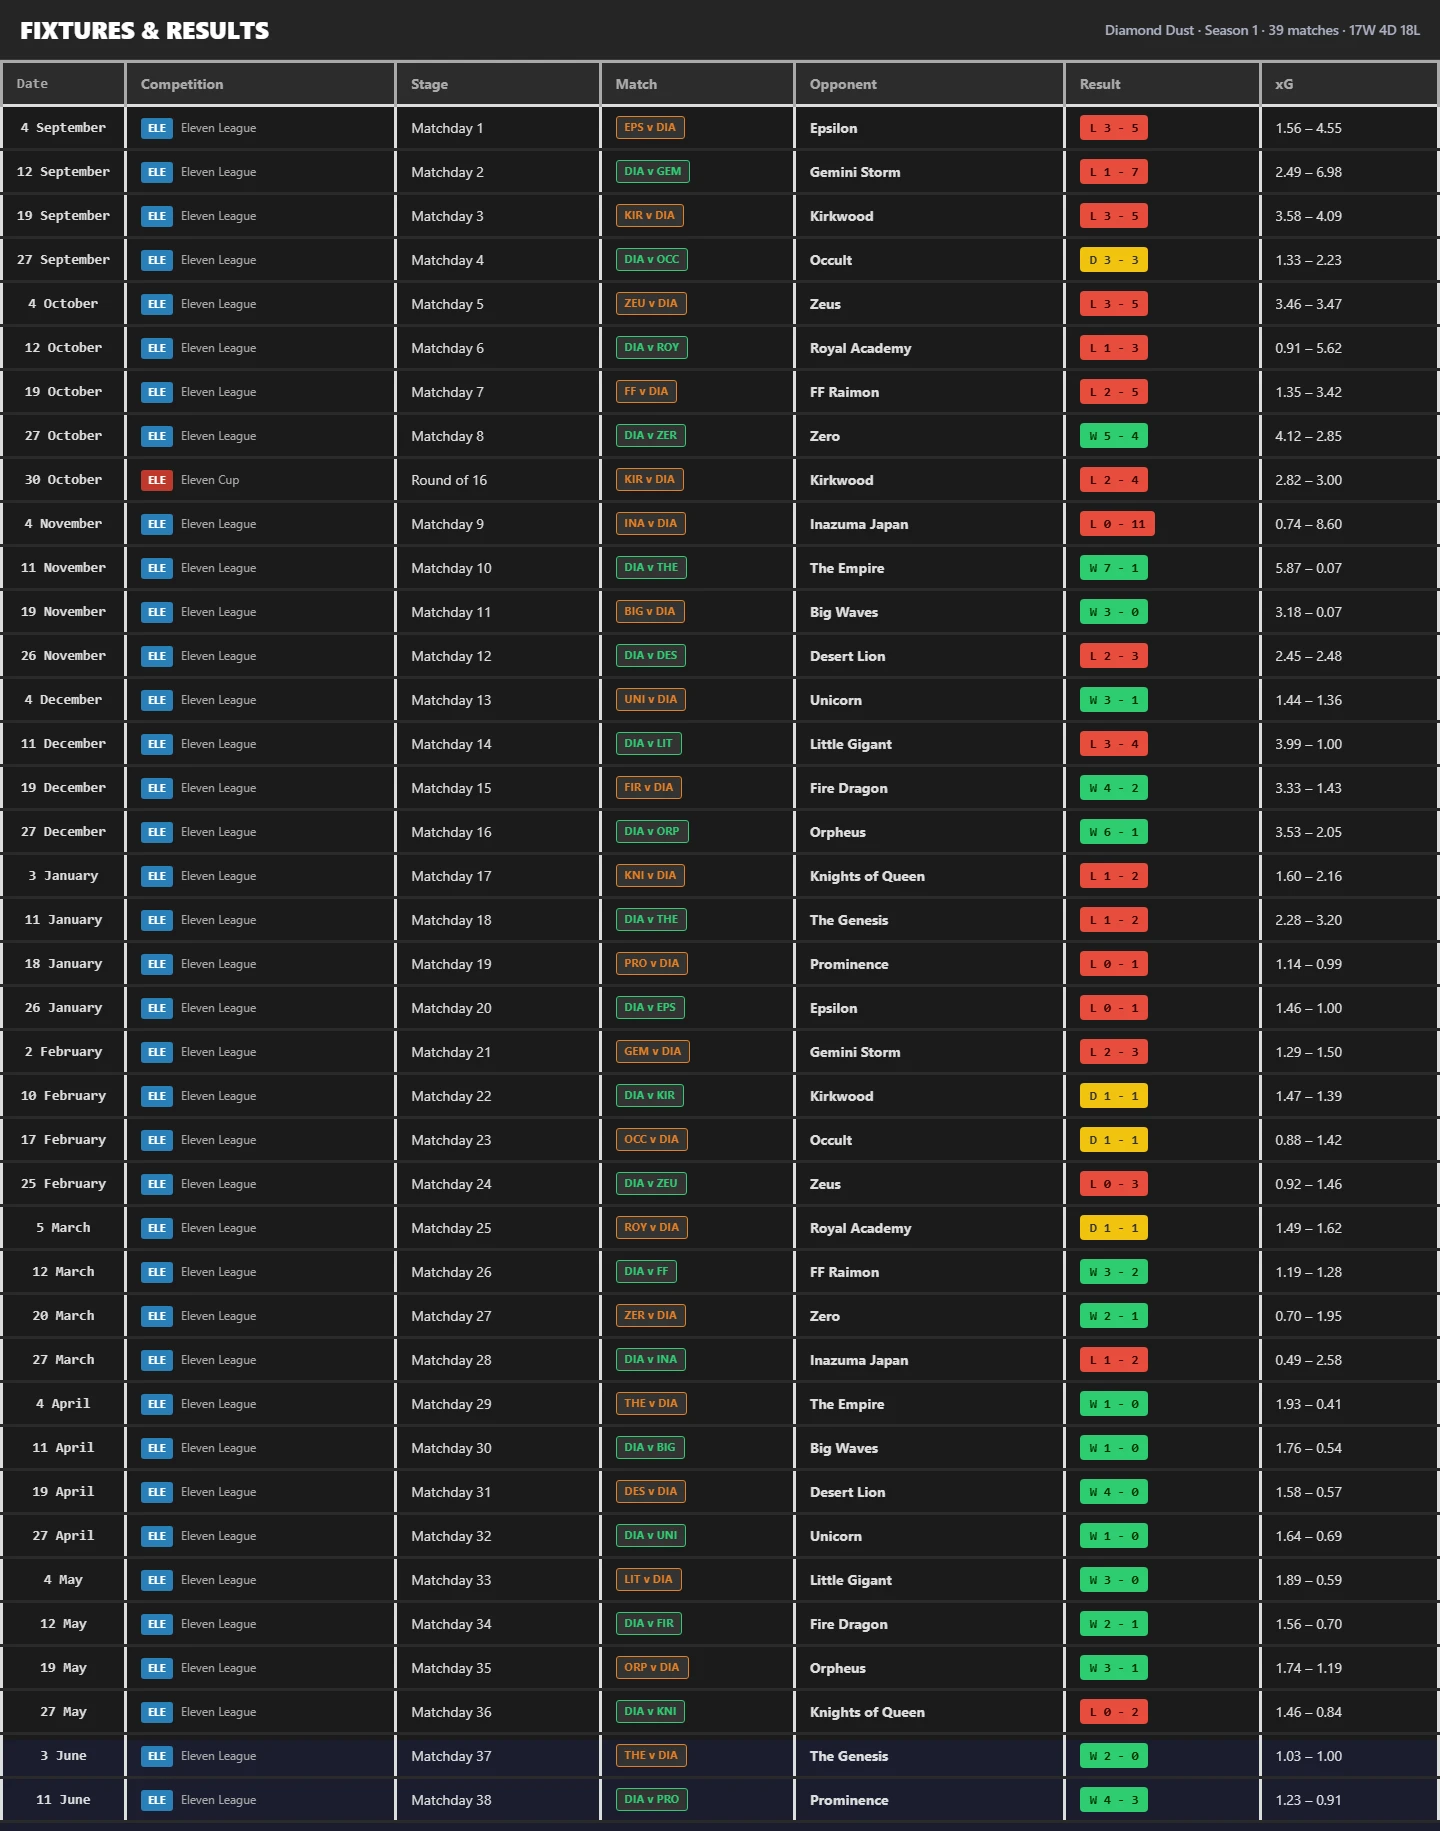 FIXTURES & RESULTS
Diamond Dust · Season 1 · 39 matches · 17W 4D 18L
Date Competition Stage Match Opponent Result xG
4 September ELE Eleven League Matchday 1 EPS v DIA Epsilon L 3 - 5 1.56 – 4.55
12 September ELE Eleven League Matchday 2 DIA v GEM Gemini Storm L 1 - 7 2.49 – 6.98
19 September ELE Eleven League Matchday 3 KIR v DIA Kirkwood L 3 - 5 3.58 – 4.09
27 September ELE Eleven League Matchday 4 DIA v OCC Occult D 3 - 3 1.33 – 2.23
4 October ELE Eleven League Matchday 5 ZEU v DIA Zeus L 3 - 5 3.46 – 3.47
12 October ELE Eleven League Matchday 6 DIA v ROY Royal Academy L 1 - 3 0.91 – 5.62
19 October ELE Eleven League Matchday 7 FF v DIA FF Raimon L 2 - 5 1.35 – 3.42
27 October ELE Eleven League Matchday 8 DIA v ZER Zero W 5 - 4 4.12 – 2.85
30 October ELE Eleven Cup Round of 16 KIR v DIA Kirkwood L 2 - 4 2.82 – 3.00
4 November ELE Eleven League Matchday 9 INA v DIA Inazuma Japan L 0 - 11 0.74 – 8.60
11 November ELE Eleven League Matchday 10 DIA v THE The Empire W 7 - 1 5.87 – 0.07
19 November ELE Eleven League Matchday 11 BIG v DIA Big Waves W 3 - 0 3.18 – 0.07
26 November ELE Eleven League Matchday 12 DIA v DES Desert Lion L 2 - 3 2.45 – 2.48
4 December ELE Eleven League Matchday 13 UNI v DIA Unicorn W 3 - 1 1.44 – 1.36
11 December ELE Eleven League Matchday 14 DIA v LIT Little Gigant L 3 - 4 3.99 – 1.00
19 December ELE Eleven League Matchday 15 FIR v DIA Fire Dragon W 4 - 2 3.33 – 1.43
27 December ELE Eleven League Matchday 16 DIA v ORP Orpheus W 6 - 1 3.53 – 2.05
3 January ELE Eleven League Matchday 17 KNI v DIA Knights of Queen L 1 - 2 1.60 – 2.16
11 January ELE Eleven League Matchday 18 DIA v THE The Genesis L 1 - 2 2.28 – 3.20
18 January ELE Eleven League Matchday 19 PRO v DIA Prominence L 0 - 1 1.14 – 0.99
26 January ELE Eleven League Matchday 20 DIA v EPS Epsilon L 0 - 1 1.46 – 1.00
2 February ELE Eleven League Matchday 21 GEM v DIA Gemini Storm L 2 - 3 1.29 – 1.50
10 February ELE Eleven League Matchday 22 DIA v KIR Kirkwood D 1 - 1 1.47 – 1.39
17 February ELE Eleven League Matchday 23 OCC v DIA Occult D 1 - 1 0.88 – 1.42
25 February ELE Eleven League Matchday 24 DIA v ZEU Zeus L 0 - 3 0.92 – 1.46
5 March ELE Eleven League Matchday 25 ROY v DIA Royal Academy D 1 - 1 1.49 – 1.62
12 March ELE Eleven League Matchday 26 DIA v FF FF Raimon W 3 - 2 1.19 – 1.28
20 March ELE Eleven League Matchday 27 ZER v DIA Zero W 2 - 1 0.70 – 1.95
27 March ELE Eleven League Matchday 28 DIA v INA Inazuma Japan L 1 - 2 0.49 – 2.58
4 April ELE Eleven League Matchday 29 THE v DIA The Empire W 1 - 0 1.93 – 0.41
11 April ELE Eleven League Matchday 30 DIA v BIG Big Waves W 1 - 0 1.76 – 0.54
19 April ELE Eleven League Matchday 31 DES v DIA Desert Lion W 4 - 0 1.58 – 0.57
27 April ELE Eleven League Matchday 32 DIA v UNI Unicorn W 1 - 0 1.64 – 0.69
4 May ELE Eleven League Matchday 33 LIT v DIA Little Gigant W 3 - 0 1.89 – 0.59
12 May ELE Eleven League Matchday 34 DIA v FIR Fire Dragon W 2 - 1 1.56 – 0.70
19 May ELE Eleven League Matchday 35 ORP v DIA Orpheus W 3 - 1 1.74 – 1.19
27 May ELE Eleven League Matchday 36 DIA v KNI Knights of Queen L 0 - 2 1.46 – 0.84
3 June ELE Eleven League Matchday 37 THE v DIA The Genesis W 2 - 0 1.03 – 1.00
11 June ELE Eleven League Matchday 38 DIA v PRO Prominence W 4 - 3 1.23 – 0.91